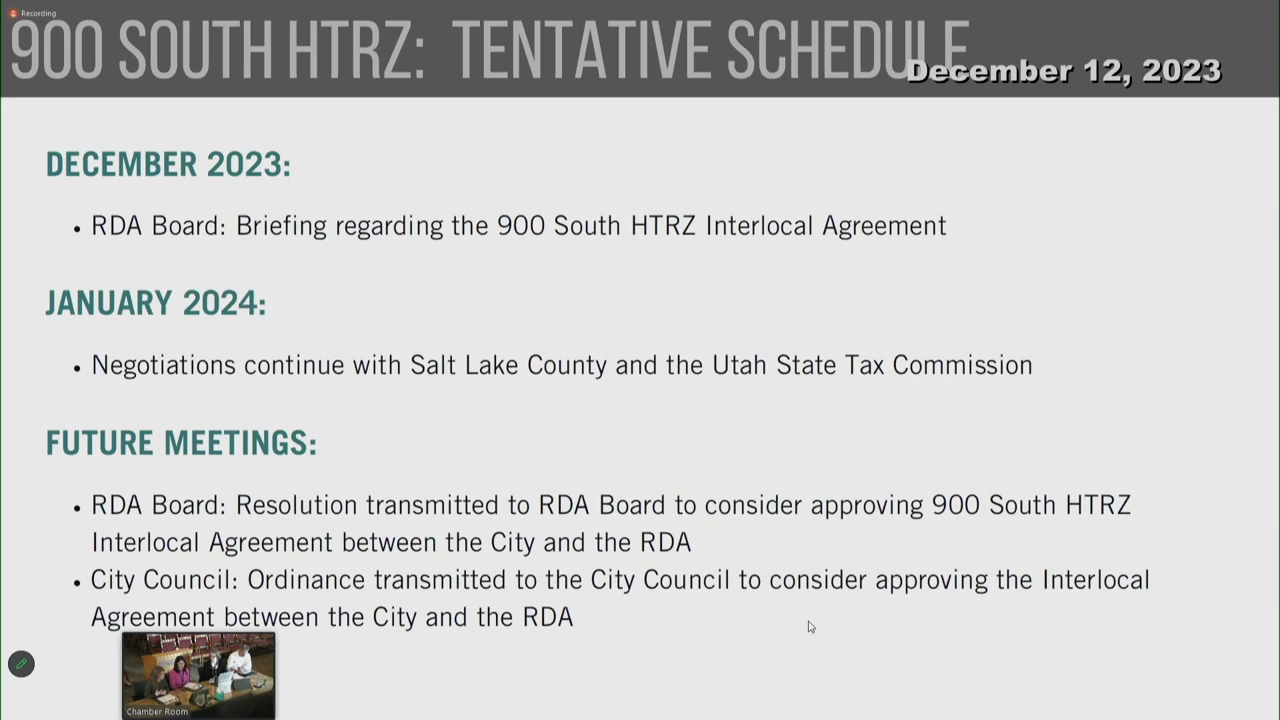 Recording
900 SOUTH HTRZ: TENTATIVE SCHEDULE
December 12, 2023
DECEMBER 2023:
• RDA Board: Briefing regarding the 900 South HTRZ Interlocal Agreement
JANUARY 2024:
• Negotiations continue with Salt Lake County and the Utah State Tax Commission
FUTURE MEETINGS:
• RDA Board: Resolution transmitted to RDA Board to consider approving 900 South HTRZ
Interlocal Agreement between the City and the RDA
• City Council: Ordinance transmitted to the City Council to consider approving the Interlocal
Agreement between the City and the RDA
Chamber Room